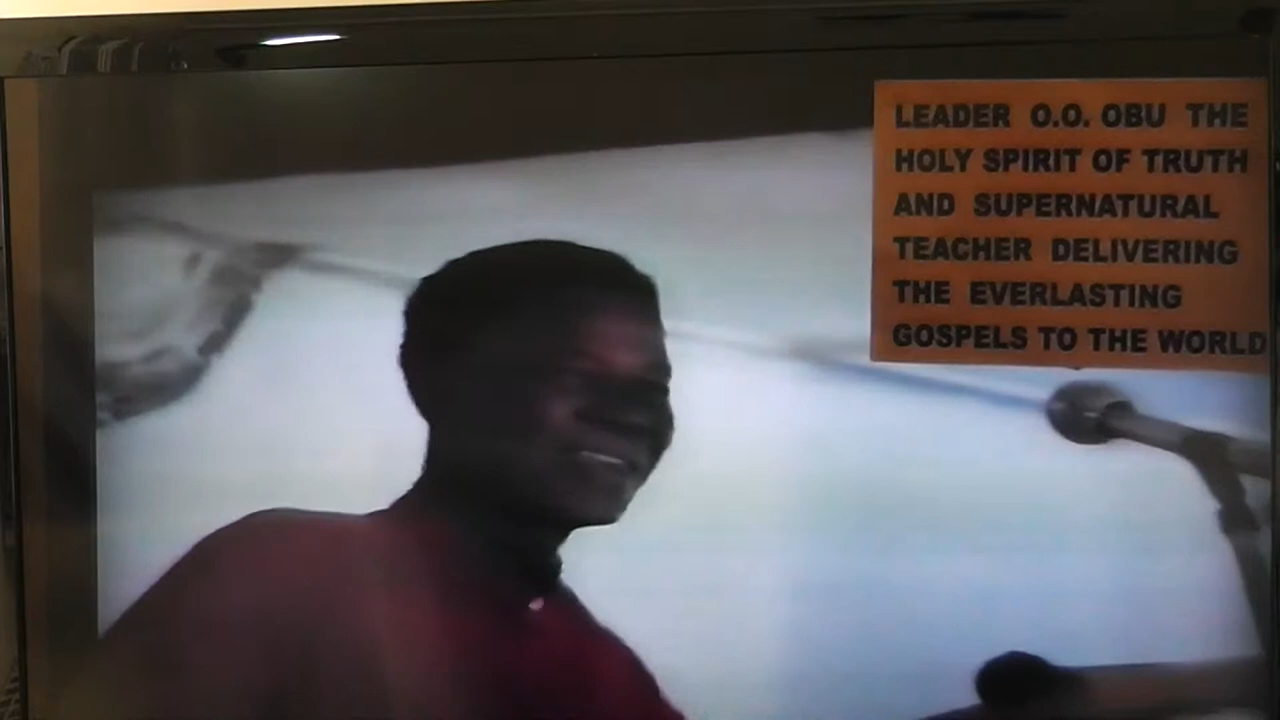 LEADER O.O. OBU THE
HOLY SPIRIT OF TRUTH
AND SUPERNATURAL
TEACHER DELIVERING
THE EVERLASTING
GOSPELS TO THE WORLD